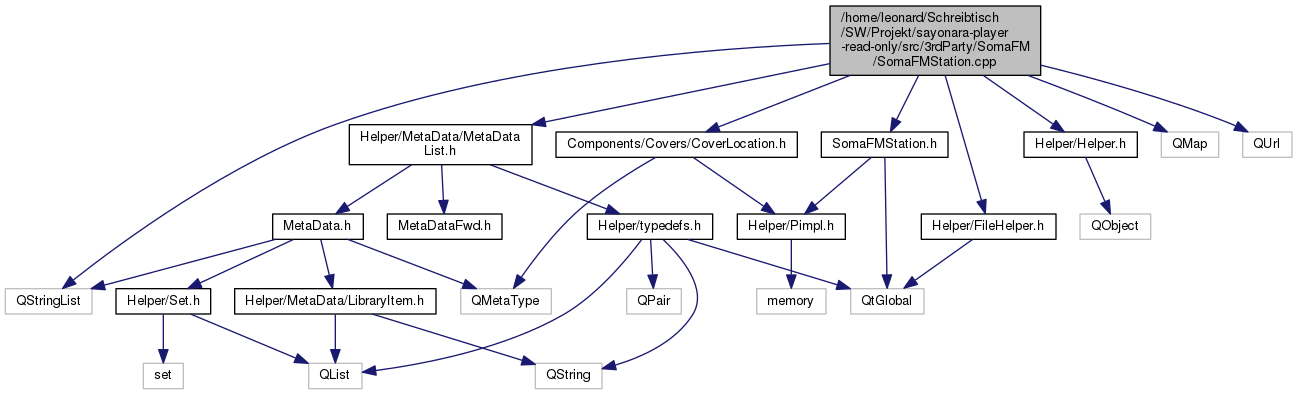 /home/leonard/Schreibtisch
/SW/Projekt/sayonara-player
-read-only/src/3rdParty/SomaFM
/SomaFMStation.cpp
Helper/MetaData/MetaData
List.h
Components/Covers/CoverLocation.h
SomaFMStation.h
Helper/Helper.h
QMap
QUrl
MetaData.h
MetaDataFwd.h
Helper/typedefs.h
Helper/Pimpl.h
Helper/FileHelper.h
QObject
QStringList
Helper/Set.h
Helper/MetaData/LibraryItem.h
QMetaType
QPair
memory
QtGlobal
set
QList
QString